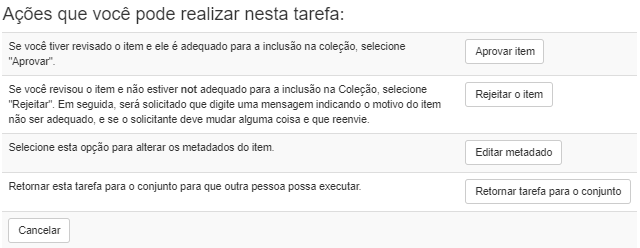 Ações que você pode realizar nesta tarefa:
Se você tiver revisado o item e ele é adequado para a inclusão na coleção, selecione
"Aprovar".
Aprovar item
Se você revisou o item e não estiver not adequado para a inclusão na Coleção, selecione
"Rejeitar". Em seguida, será solicitado que digite uma mensagem indicando o motivo do item
não ser adequado, e se o solicitante deve mudar alguma coisa e que reenvie.
Rejeitar o item
Selecione esta opção para alterar os metadados do item.
Editar metadado
Retornar esta tarefa para o conjunto para que outra pessoa possa executar.
Retornar tarefa para o conjunto
Cancelar